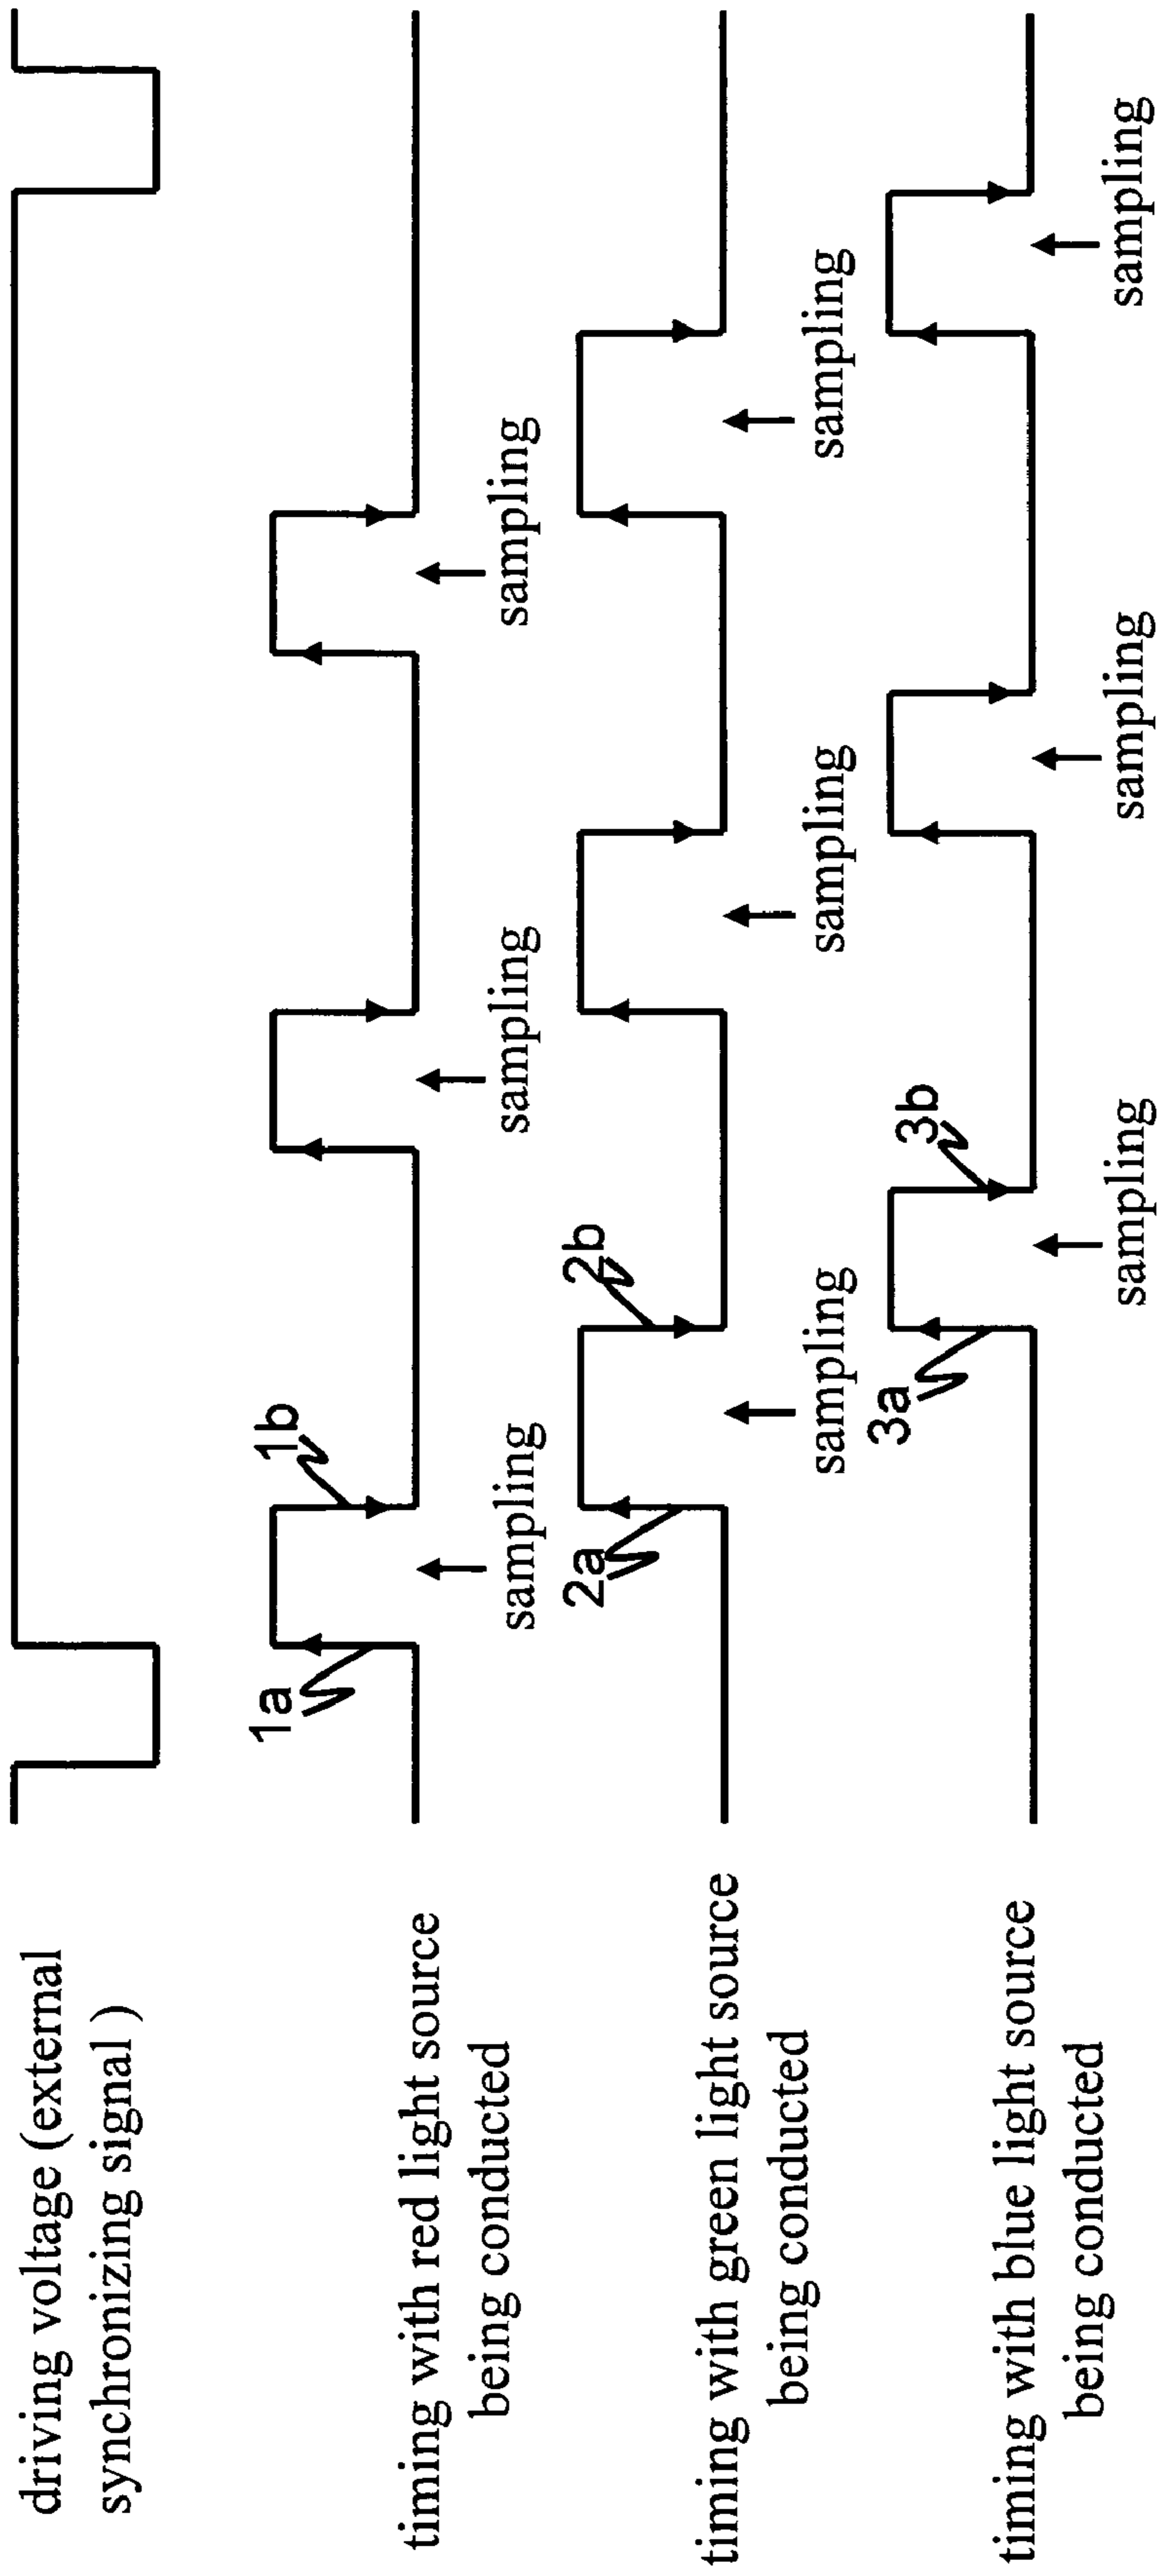 driving voltage (external
synchronizing signal )
timing with red light source
being conducted
1a
1b
sampling
sampling
sampling
timing with green light source
being conducted
2a
2b
sampling
sampling
sampling
timing with blue light source
being conducted
3a
3b
sampling
sampling
sampling